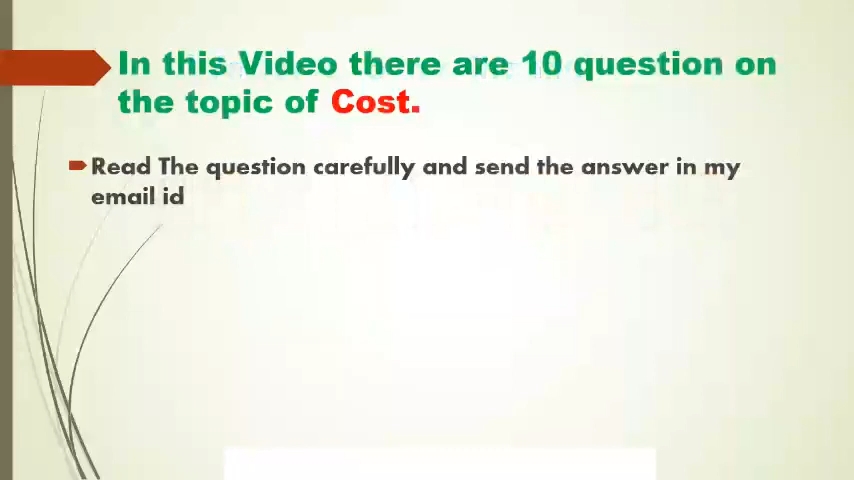 In this Video there are 10 question on
the topic of Cost.
Read The question carefully and send the answer in my
email id